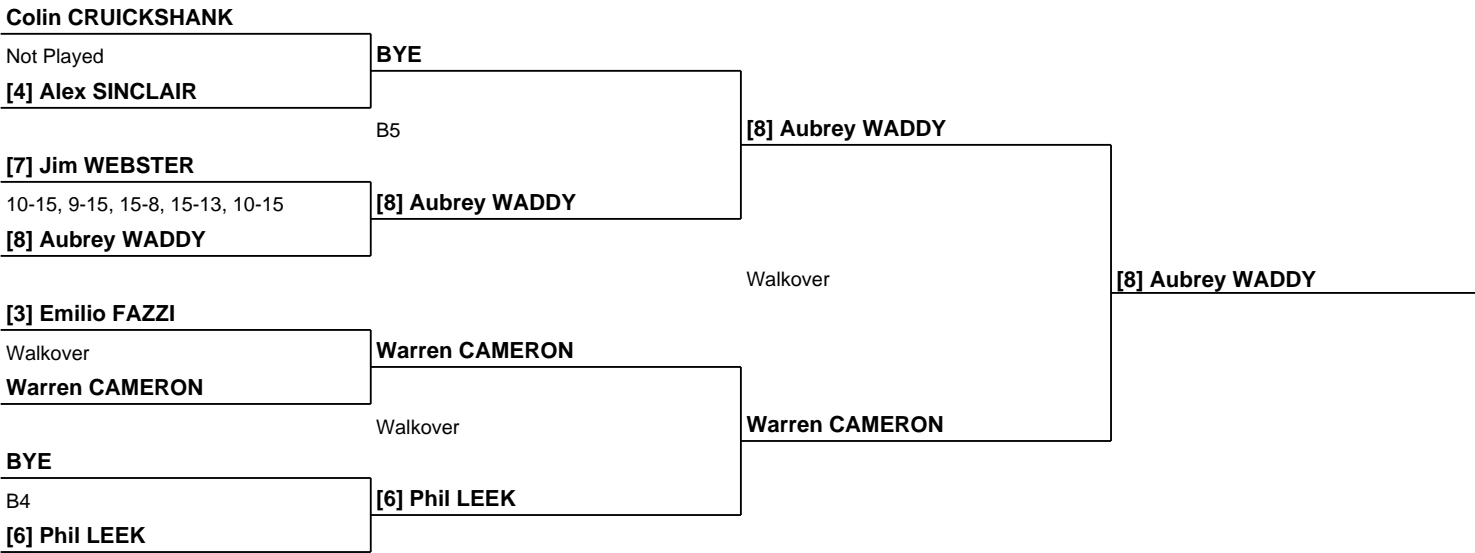 Colin CRUICKSHANK
Not Played
BYE
[4] Alex SINCLAIR
B5
[8] Aubrey WADDY
[7] Jim WEBSTER
10-15, 9-15, 15-8, 15-13, 10-15
[8] Aubrey WADDY
[8] Aubrey WADDY
Walkover
[8] Aubrey WADDY
[3] Emilio FAZZI
Walkover
Warren CAMERON
Warren CAMERON
Walkover
Warren CAMERON
BYE
B4
[6] Phil LEEK
[6] Phil LEEK